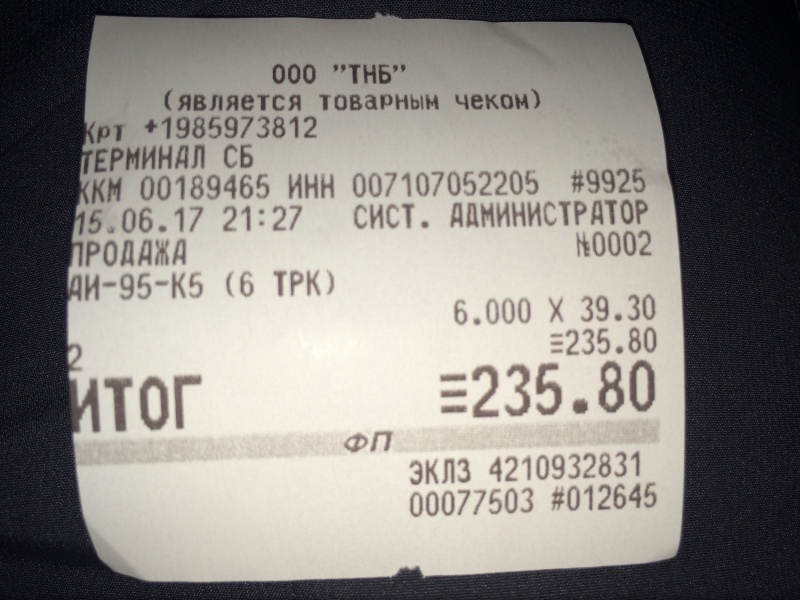 ООО "ТНБ"
(является товарным чеком)
Крт +1985973812
ТЕРМИНАЛ СБ
ККМ 00189465 ИНН 007107052205 #9925
15.06.17 21:27 СИСТ. АДМИНИСТРАТОР
ПРОДАЖА №0002
АИ-95-К5 (6 ТРК)
6.000 X 39.30
≡235.80
2
ИТОГ ≡235.80
ФП
ЭКЛЗ 4210932831
00077503 #012645